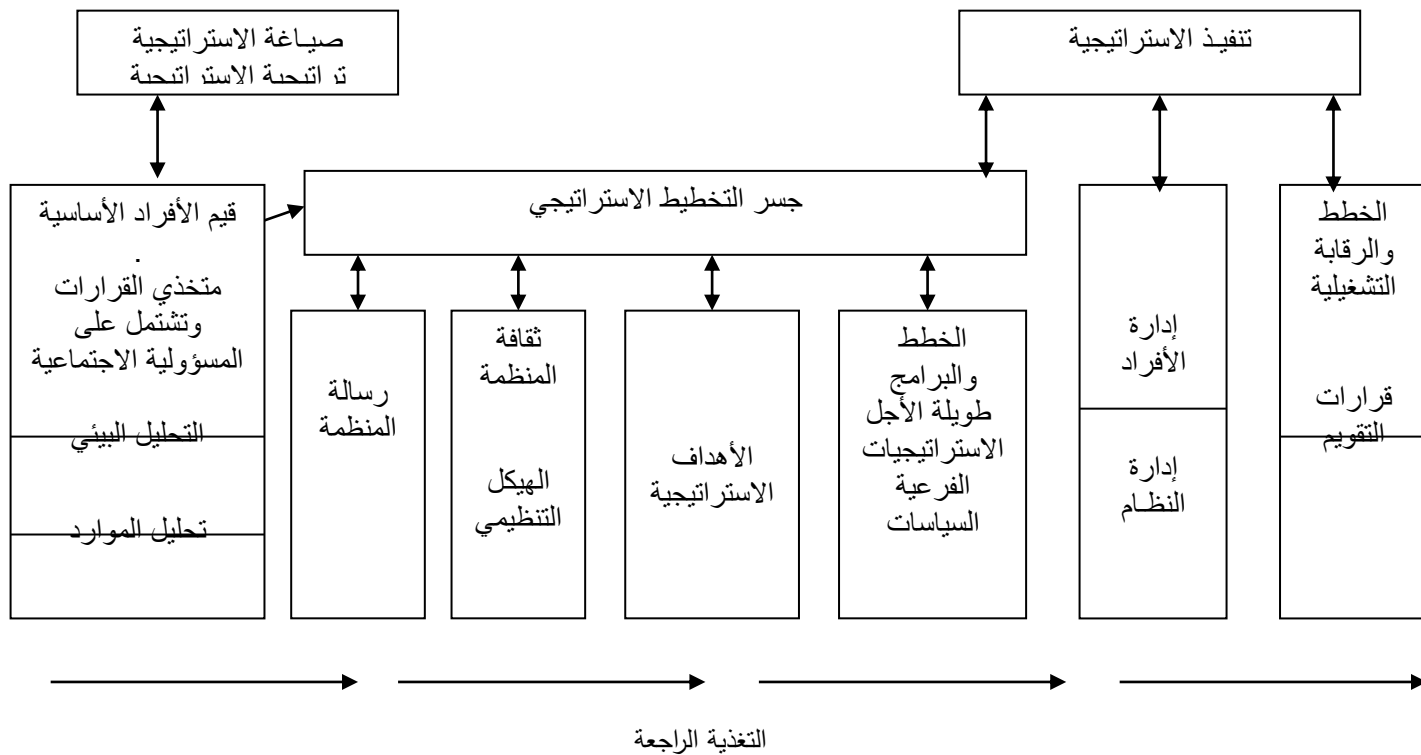 صياغة الاستراتيجية
تراتيجية الاستراتيجية
تنفيذ الاستراتيجية
قيم الأفراد الأساسية
.
متخذي القرارات
وتشتمل على
المسؤولية الاجتماعية
التحليل البيئي
تحليل الموارد
جسر التخطيط الاستراتيجي
رسالة
المنظمة
ثقافة
المنظمة
الهيكل
التنظيمي
الأهداف
الاستراتيجية
الخطط
والبرامج
طويلة الأجل
الاستراتيجيات
الفرعية
السياسات
إدارة
الأفراد
إدارة
النظام
الخطط
والرقابة
التشغيلية
قرارات
التقويم
التغذية الراجعة